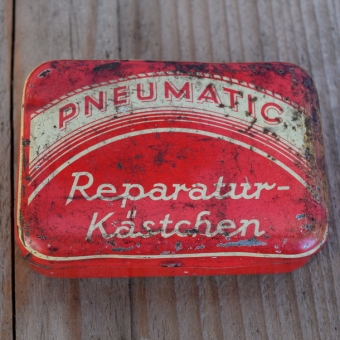 PNEUMATIC
Reparatur-
Kästchen